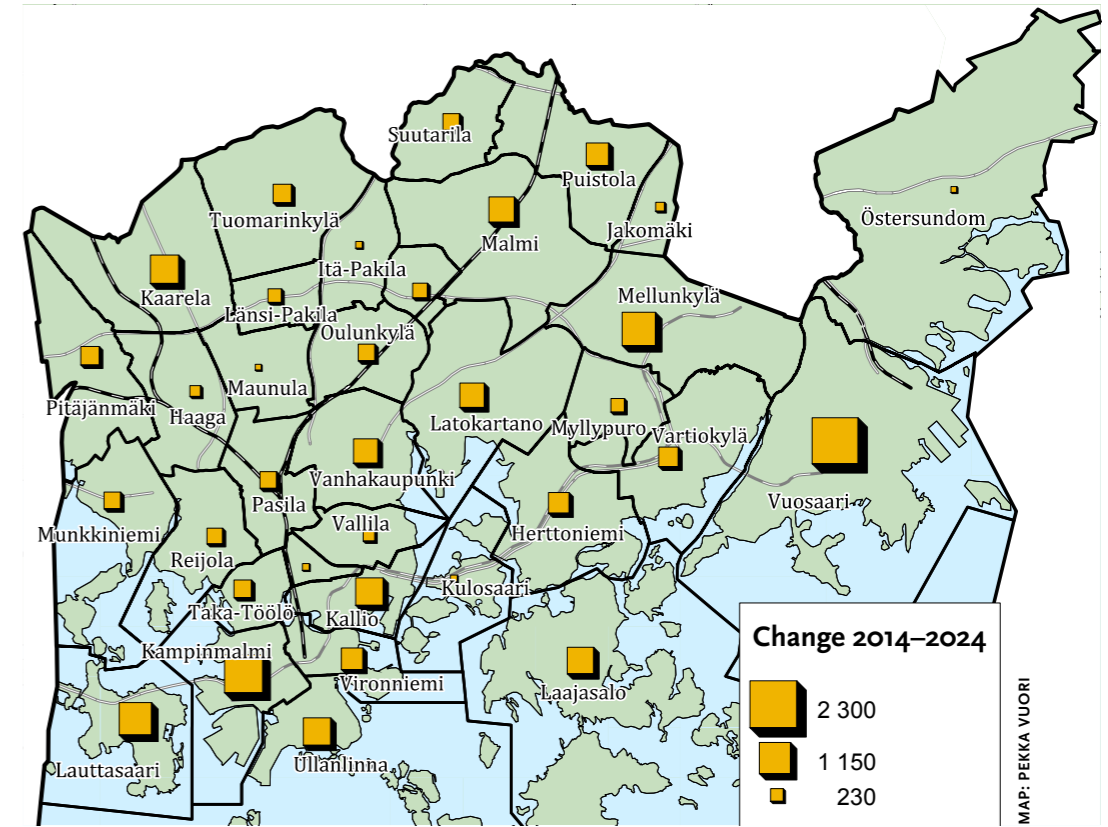 Suutarila
Puistola
Tuomarinkylä
Östersundom
Jakomäki
Malmi
Itä-Pakila
Kaarela
Mellunkylä
Länsi-Pakila
Oulunkylä
Maunula
Pitäjänmäki
Haaga
Latokartano
Myllypuro
Vartiokylä
Vanhakaupunki
Vuosaari
Pasila
Vallila
Munkkiniemi
Herttoniemi
Reijola
Kulosaari
Taka-Töölö
Kallio
Change 2014–2024
Kampinmalmi
Vironniemi
Laajasalo
2 300
Lauttasaari
Ullanlinna
1 150
230
MAP: PEKKA VUORI